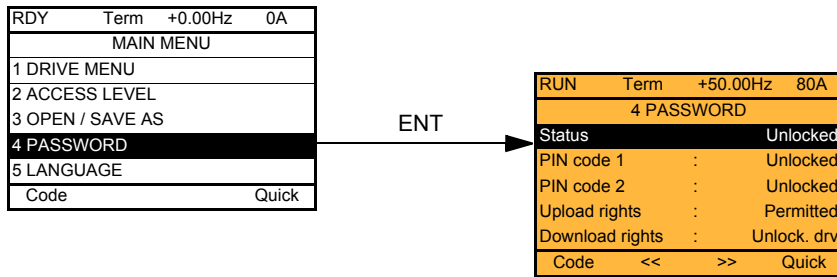 RDY Term +0.00Hz 0A
MAIN MENU
1 DRIVE MENU
2 ACCESS LEVEL
3 OPEN / SAVE AS
4 PASSWORD
5 LANGUAGE
Code Quick
ENT
RUN Term +50.00Hz 80A
4 PASSWORD
Status Unlocked
PIN code 1 : Unlocked
PIN code 2 : Unlocked
Upload rights : Permitted
Download rights : Unlock. drv
Code << >> Quick